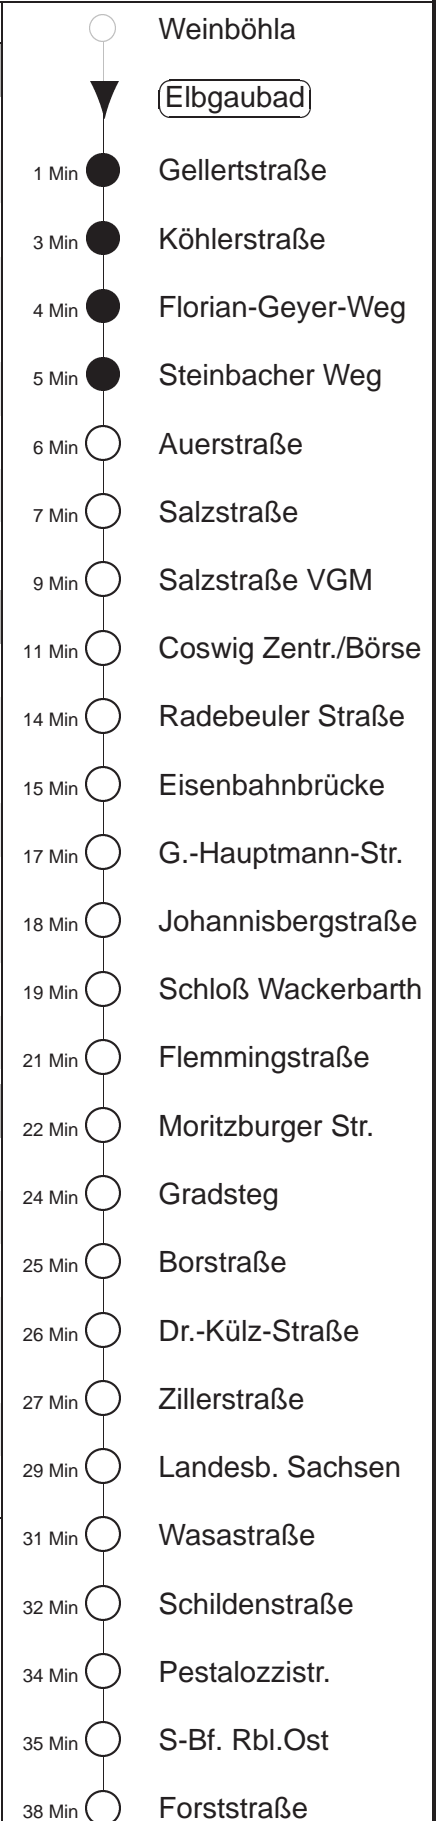 Weinböhla
Elbgaubad
1 Min Gellertstraße
3 Min Köhlerstraße
4 Min Florian-Geyer-Weg
5 Min Steinbacher Weg
6 Min Auerstraße
7 Min Salzstraße
9 Min Salzstraße VGM
11 Min Coswig Zentr./Börse
14 Min Radebeuler Straße
15 Min Eisenbahnbrücke
17 Min G.-Hauptmann-Str.
18 Min Johannisbergstraße
19 Min Schloß Wackerbarth
21 Min Flemmingstraße
22 Min Moritzburger Str.
24 Min Gradsteg
25 Min Borstraße
26 Min Dr.-Külz-Straße
27 Min Zillerstraße
29 Min Landesb. Sachsen
31 Min Wasastraße
32 Min Schildenstraße
34 Min Pestalozzistr.
35 Min S-Bf. Rbl.Ost
38 Min Forststraße